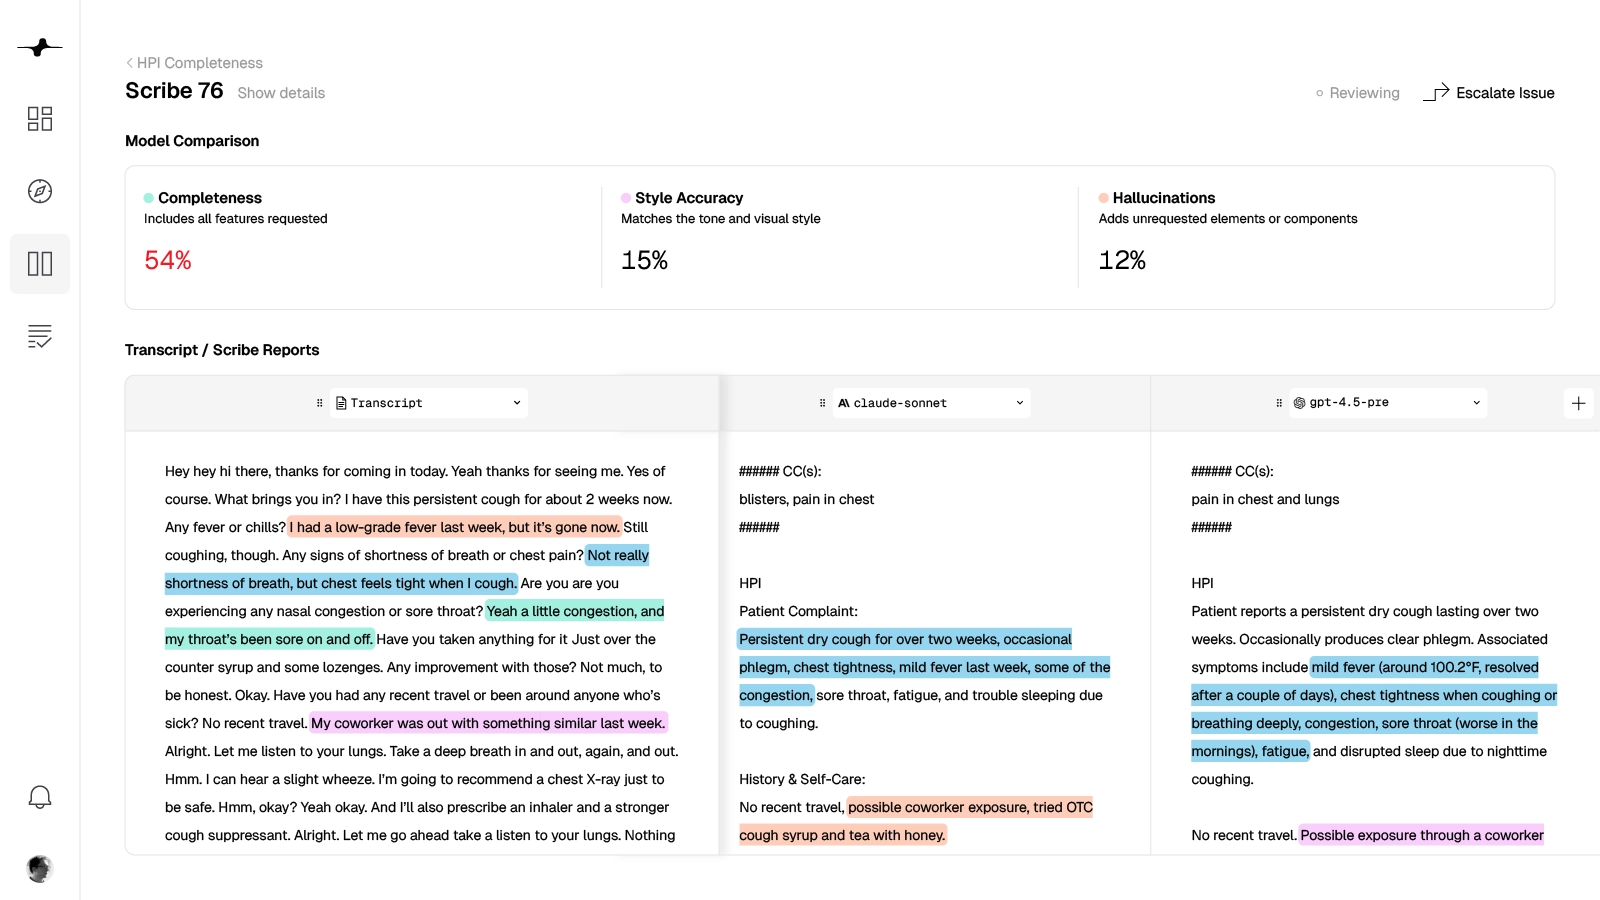 HPI Completeness
Scribe 76 Show details
Reviewing Escalate Issue
Model Comparison
Completeness
Includes all features requested
54%
Style Accuracy
Matches the tone and visual style
15%
Hallucinations
Adds unrequested elements or components
12%
Transcript / Scribe Reports
Transcript
Hey hey hi there, thanks for coming in today. Yeah thanks for seeing me. Yes of
course. What brings you in? I have this persistent cough for about 2 weeks now.
Any fever or chills? I had a low-grade fever last week, but it’s gone now. Still
coughing, though. Any signs of shortness of breath or chest pain? Not really
shortness of breath, but chest feels tight when I cough. Are you are you
experiencing any nasal congestion or sore throat? Yeah a little congestion, and
my throat’s been sore on and off. Have you taken anything for it Just over the
counter syrup and some lozenges. Any improvement with those? Not much, to
be honest. Okay. Have you had any recent travel or been around anyone who’s
sick? No recent travel. My coworker was out with something similar last week.
Alright. Let me listen to your lungs. Take a deep breath in and out, again, and out.
Hmm. I can hear a slight wheeze. I’m going to recommend a chest X-ray just to
be safe. Hmm, okay? Yeah okay. And I’ll also prescribe an inhaler and a stronger
cough suppressant. Alright. Let me go ahead take a listen to your lungs. Nothing
claude-sonnet
###### CC(s):
blisters, pain in chest
######
HPI
Patient Complaint:
Persistent dry cough for over two weeks, occasional
phlegm, chest tightness, mild fever last week, some of the
congestion, sore throat, fatigue, and trouble sleeping due
to coughing.
History & Self-Care:
No recent travel, possible coworker exposure, tried OTC
cough syrup and tea with honey.
gpt-4.5-pre
###### CC(s):
pain in chest and lungs
######
HPI
Patient reports a persistent dry cough lasting over two
weeks. Occasionally produces clear phlegm. Associated
symptoms include mild fever (around 100.2°F, resolved
after a couple of days), chest tightness when coughing or
breathing deeply, congestion, sore throat (worse in the
mornings), fatigue, and disrupted sleep due to nighttime
coughing.
No recent travel. Possible exposure through a coworker